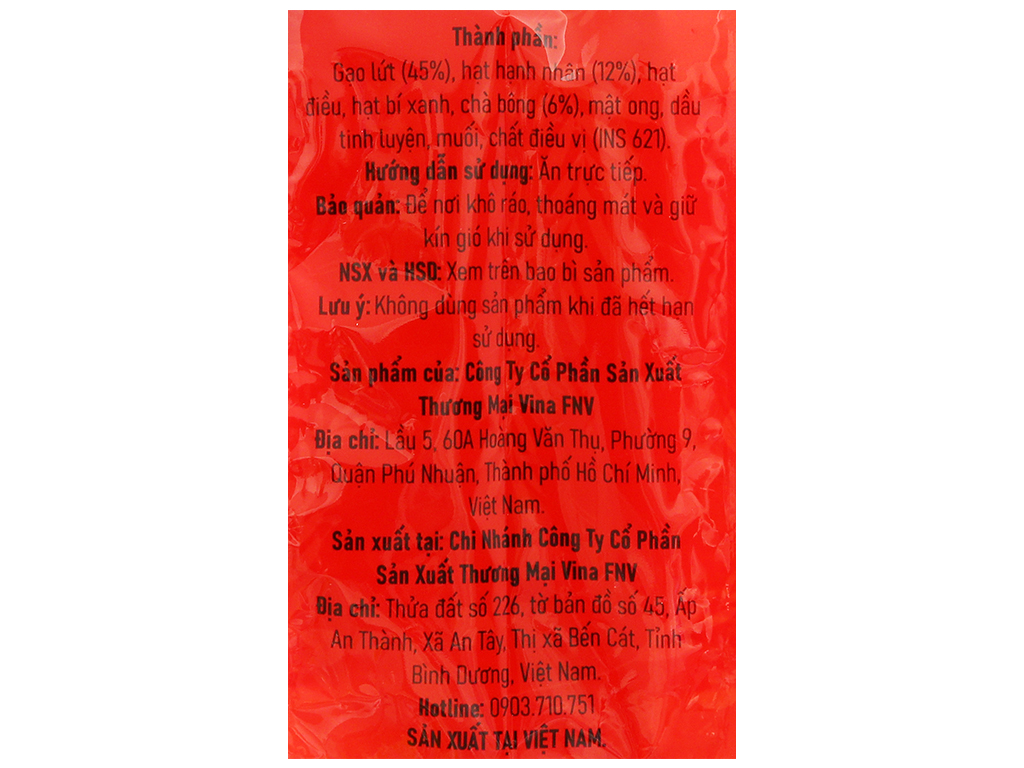 Thành phần:
Gạo lứt (45%), hạt hạnh nhân (12%), hạt
điều, hạt bí xanh, chà bông (6%), mật ong, dầu
tinh luyện, muối, chất điều vị (INS 621).
Hướng dẫn sử dụng: Ăn trực tiếp.
Bảo quản: Để nơi khô ráo, thoáng mát và giữ
kín gió khi sử dụng.
NSX và HSD: Xem trên bao bì sản phẩm.
Lưu ý: Không dùng sản phẩm khi đã hết hạn
sử dụng.
Sản phẩm của: Công Ty Cổ Phần Sản Xuất
Thương Mại Vina FNV
Địa chỉ: Lầu 5, 60A Hoàng Văn Thụ, Phường 9,
Quận Phú Nhuận, Thành phố Hồ Chí Minh,
Việt Nam.
Sản xuất tại: Chi Nhánh Công Ty Cổ Phần
Sản Xuất Thương Mại Vina FNV
Địa chỉ: Thửa đất số 226, tờ bản đồ số 45, Ấp
An Thành, Xã An Tây, Thị xã Bến Cát, Tỉnh
Bình Dương, Việt Nam.
Hotline: 0903.710.751
SẢN XUẤT TẠI VIỆT NAM.